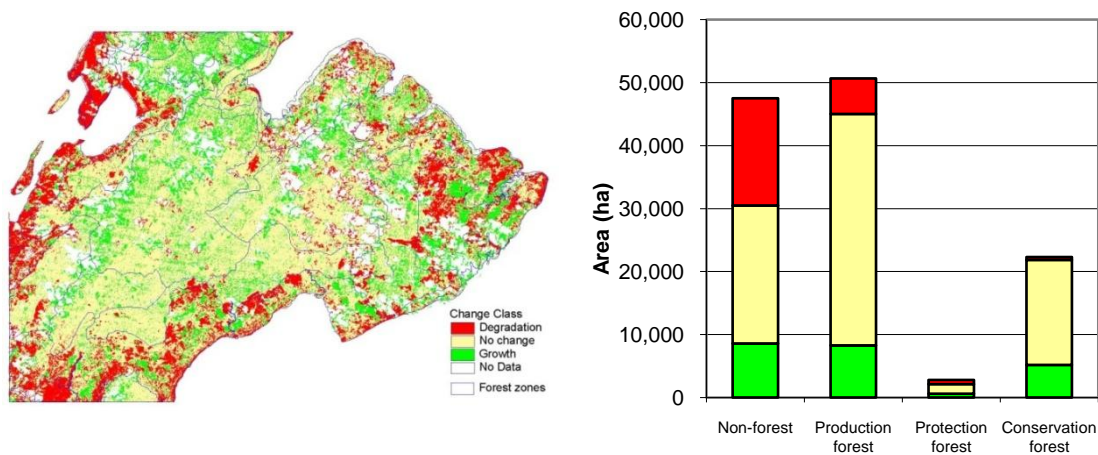 Change Class
Degradation
No change
Growth
No Data
Forest zones
60,000
50,000
40,000
30,000
20,000
10,000
0
Area (ha)
Non-forest
Production
forest
Protection
forest
Conservation
forest